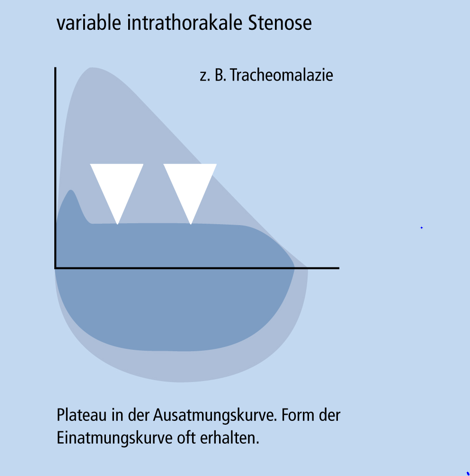 variable intrathorakale Stenose
z. B. Tracheomalazie
Plateau in der Ausatmungskurve. Form der
Einatmungskurve oft erhalten.